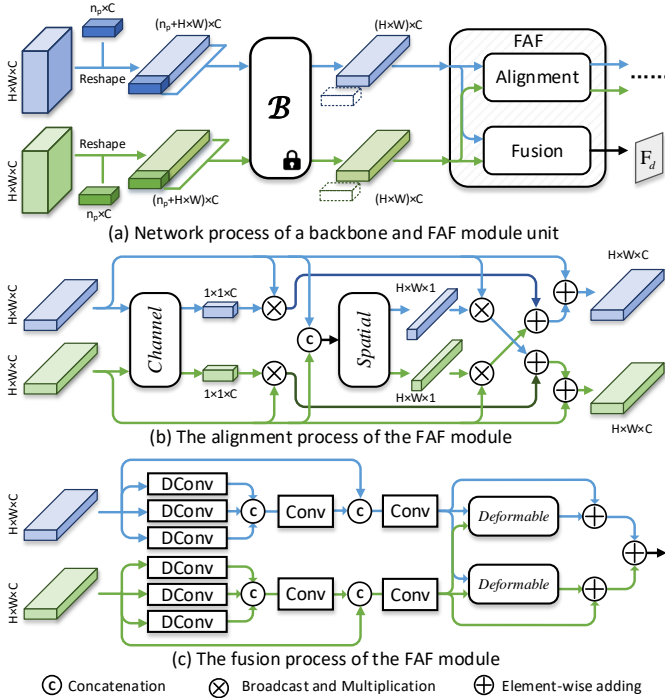 n_p×C
(n_p+H×W)×C
(H×W)×C
FAF
H×W×C
Reshape
B
Alignment
......
Reshape
Fusion
F_d
H×W×C
n_p×C
(n_p+H×W)×C
(H×W)×C
(a) Network process of a backbone and FAF module unit
H×W×C
1×1×C
H×W×1
H×W×C
Channel
c
Spatial
H×W×C
1×1×C
H×W×1
H×W×C
(b) The alignment process of the FAF module
H×W×C
DConv
DConv
DConv
c
Conv
c
Conv
Deformable
H×W×C
DConv
DConv
DConv
c
Conv
c
Conv
Deformable
(c) The fusion process of the FAF module
c Concatenation
Broadcast and Multiplication
Element-wise adding